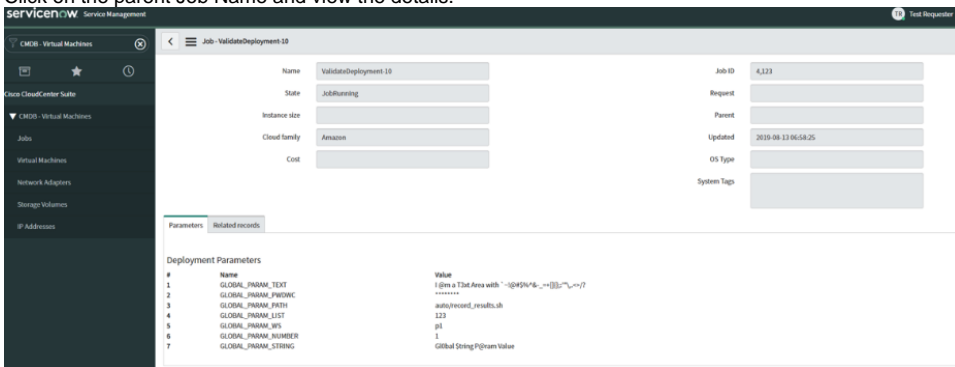 Click on the parent Job Name and view the details.
servicenow Service Management
TR Test Requester
CMDB - Virtual Machines
Job - ValidateDeployment-10
Cisco CloudCenter Suite
CMDB - Virtual Machines
Jobs
Virtual Machines
Network Adapters
Storage Volumes
IP Addresses
Name ValidateDeployment-10
Job ID 4,123
State JobRunning
Request
Instance size
Parent
Cloud family Amazon
Updated 2019-08-13 06:58:25
Cost
OS Type
System Tags
Parameters Related records
Deployment Parameters
# Name Value
1 GLOBAL_PARAM_TEXT I @m a T3xt Area with
2 GLOBAL_PARAM_PWDWC ********
3 GLOBAL_PARAM_PATH auto/record_results.sh
4 GLOBAL_PARAM_LIST 123
5 GLOBAL_PARAM_WS p1
6 GLOBAL_PARAM_NUMBER 1
7 GLOBAL_PARAM_STRING $tring P@ram Value